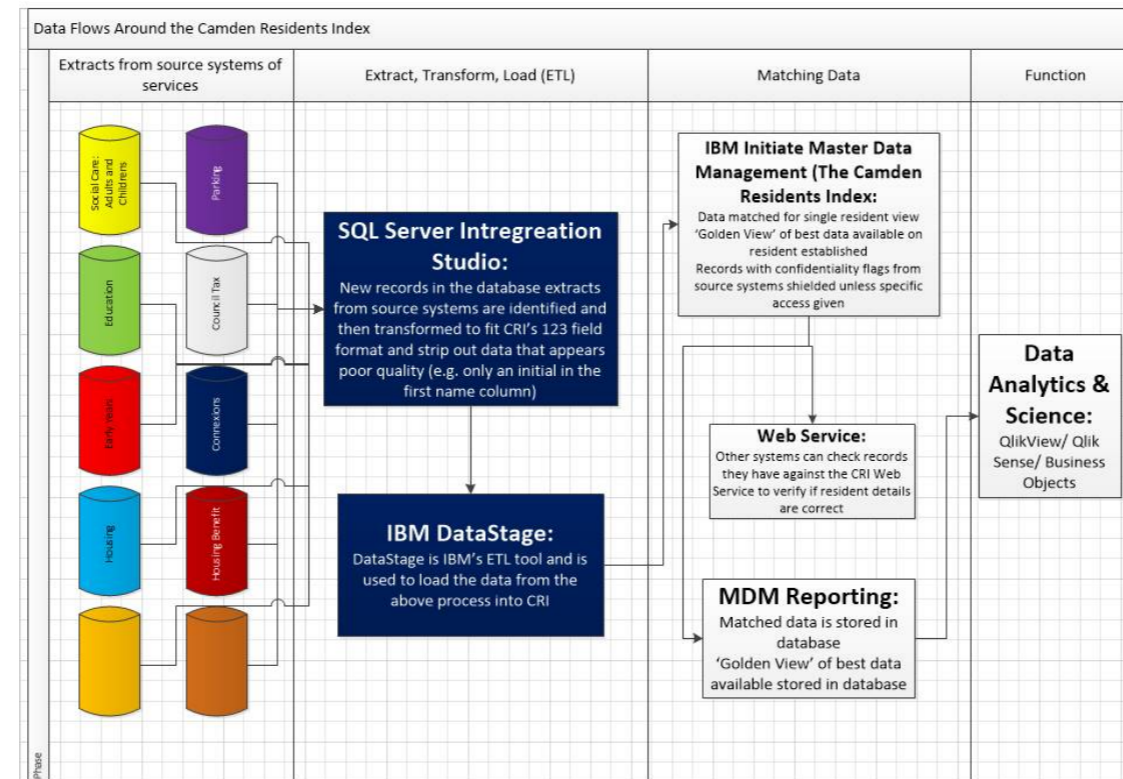 Data Flows Around the Camden Residents Index
Extracts from source systems of
services
Extract, Transform, Load (ETL)
Matching Data
Function
Social Care:
Adults and
Childrens
Parking
Education
Council Tax
Early Years
Connexions
Housing
Housing Benefit
SQL Server Intregreation
Studio:
New records in the database extracts
from source systems are identified and
then transformed to fit CRI's 123 field
format and strip out data that appears
poor quality (e.g. only an initial in the
first name column)
IBM DataStage:
DataStage is IBM's ETL tool and is
used to load the data from the
above process into CRI
IBM Initiate Master Data
Management (The Camden
Residents Index:
Data matched for single resident view
'Golden View' of best data available on
resident established
Records with confidentiality flags from
source systems shielded unless specific
access given
Web Service:
Other systems can check records
they have against the CRI Web
Service to verify if resident details
are correct
MDM Reporting:
Matched data is stored in
database
'Golden View' of best data
available stored in database
Data
Analytics &
Science:
QlikView/ Qlik
Sense/ Business
Objects
Phase